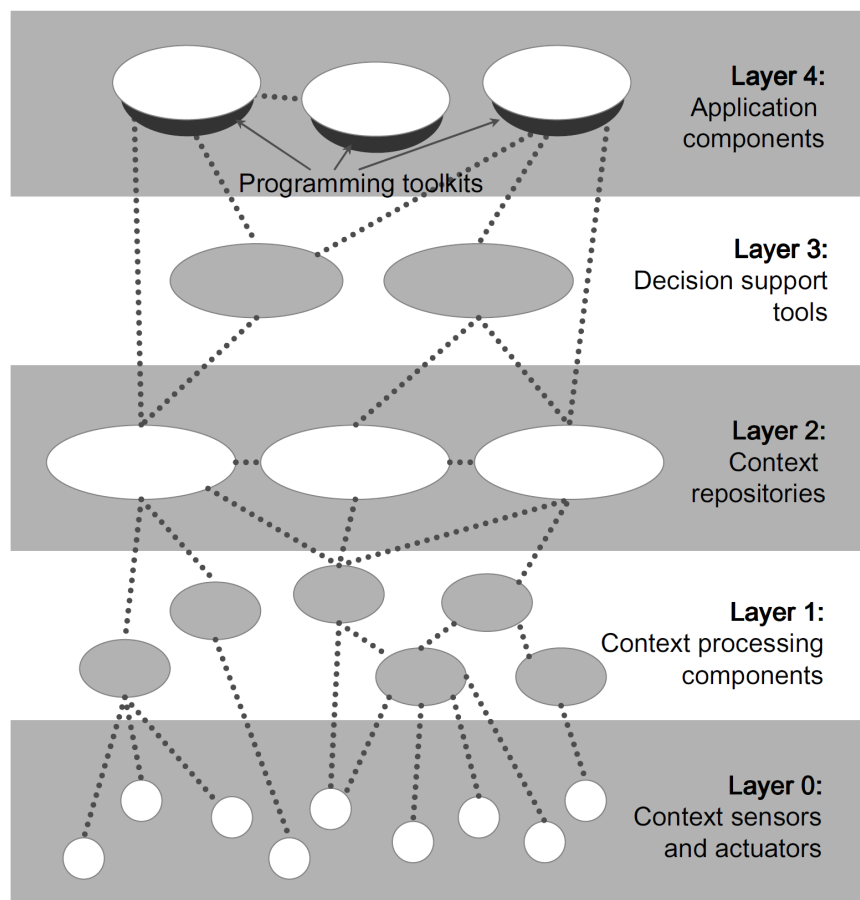 Layer 4:
Application
components
Programming toolkits
Layer 3:
Decision support
tools
Layer 2:
Context
repositories
Layer 1:
Context processing
components
Layer 0:
Context sensors
and actuators